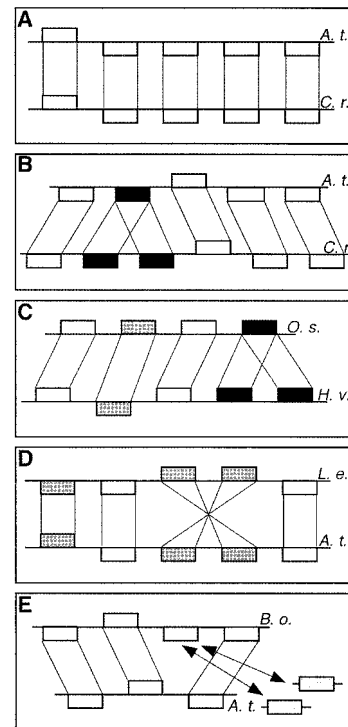 A
A. t.
C. r.
B
A. t.
C. r
C
O. s.
H. v.
D
L. e.
A. t.
E
B. o.
A. t.